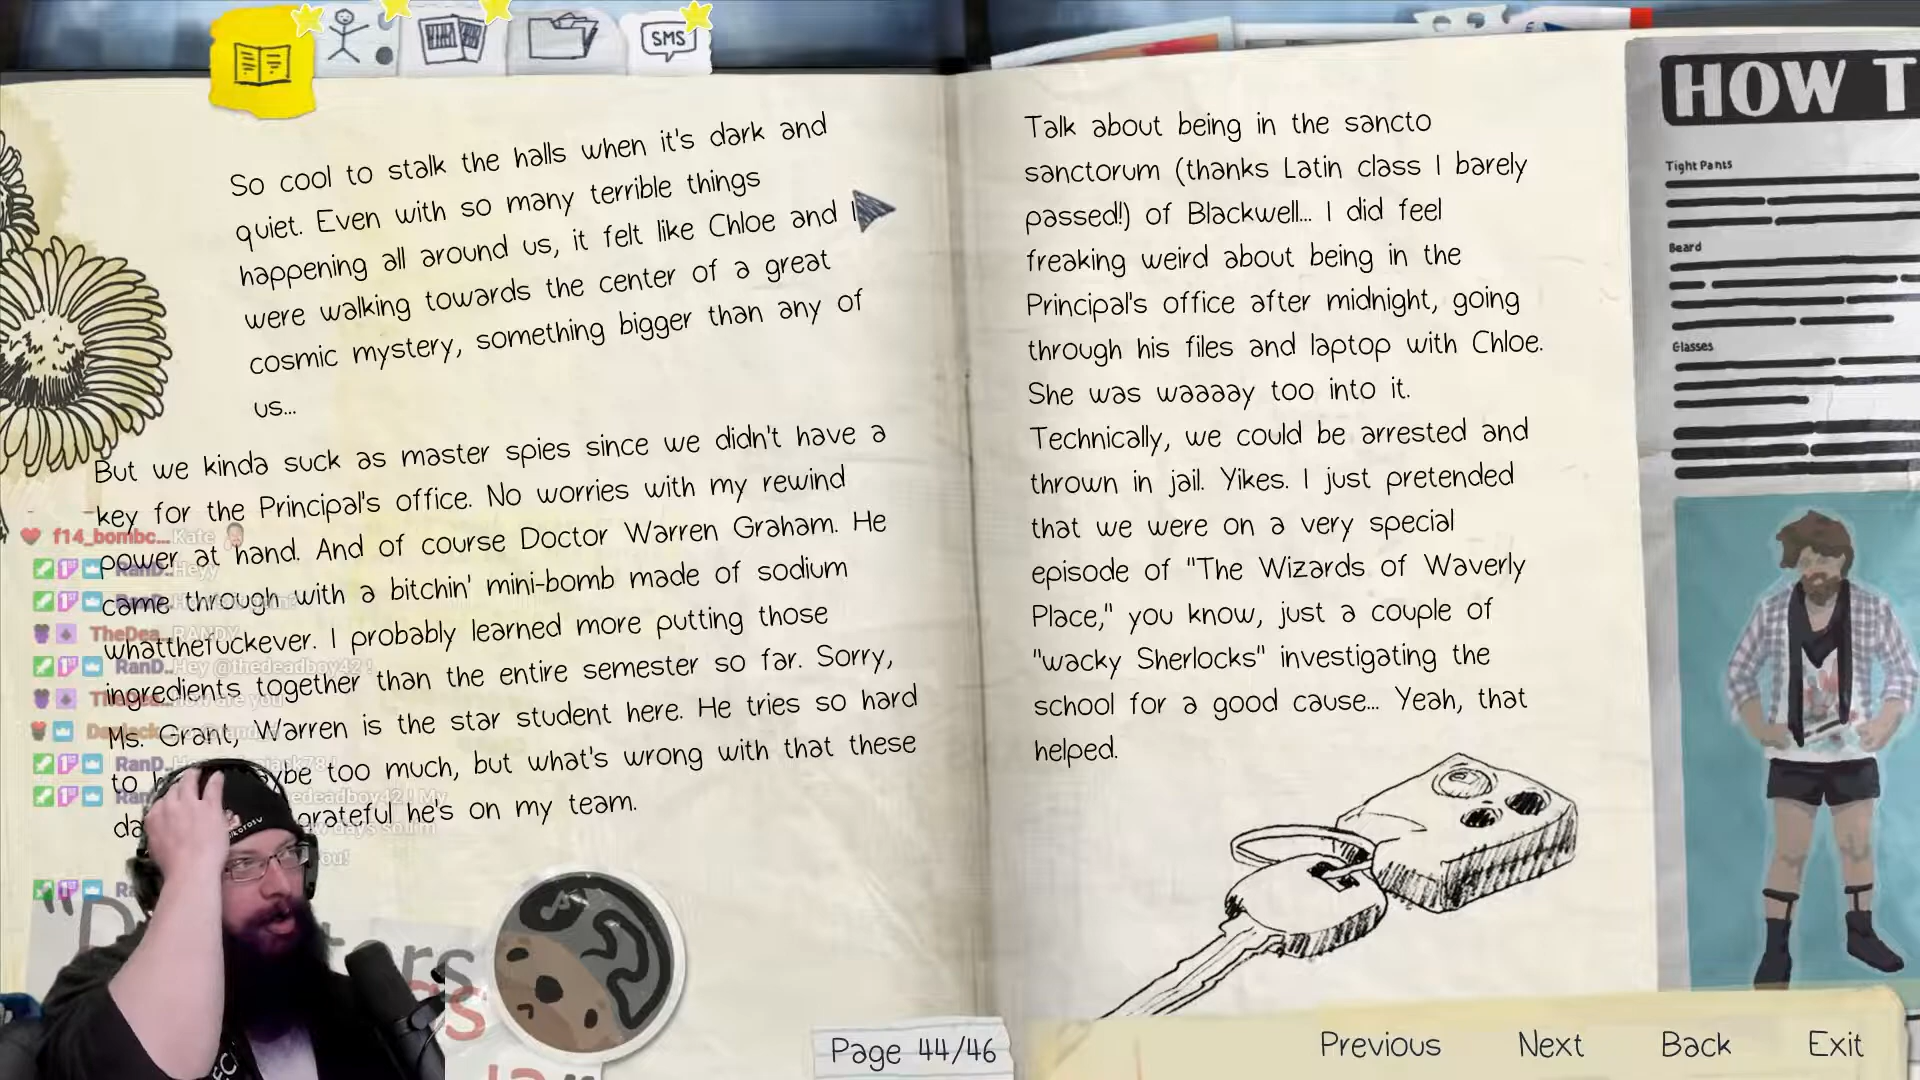 SMS
So cool to stalk the halls when it's dark and
quiet. Even with so many terrible things
happening all around us, it felt like Chloe and I
were walking towards the center of a great
cosmic mystery, something bigger than any of
us...
But we kinda suck as master spies since we didn't have a
key for the Principal's office. No worries with my rewind
power at hand. And of course Doctor Warren Graham. He
came through with a bitchin' mini-bomb made of sodium
whatthefuckever. I probably learned more putting those
ingredients together than the entire semester so far. Sorry,
Ms. Grant, Warren is the star student here. He tries so hard
to too much, but what's wrong with that these
grateful he's on my team.
f14_bombc... Kate
RanD... Heyy
TheDea... RANDY
RanD... Hey @thedeadboy42 !
Page 44/46
Talk about being in the sancto
sanctorum (thanks Latin class I barely
passed!) of Blackwell... I did feel
freaking weird about being in the
Principal's office after midnight, going
through his files and laptop with Chloe.
She was waaaay too into it.
Technically, we could be arrested and
thrown in jail. Yikes. I just pretended
that we were on a very special
episode of "The Wizards of Waverly
Place," you know, just a couple of
"wacky Sherlocks" investigating the
school for a good cause... Yeah, that
helped.
HOW T
Tight Pants
Beard
Glasses
Previous Next Back Exit